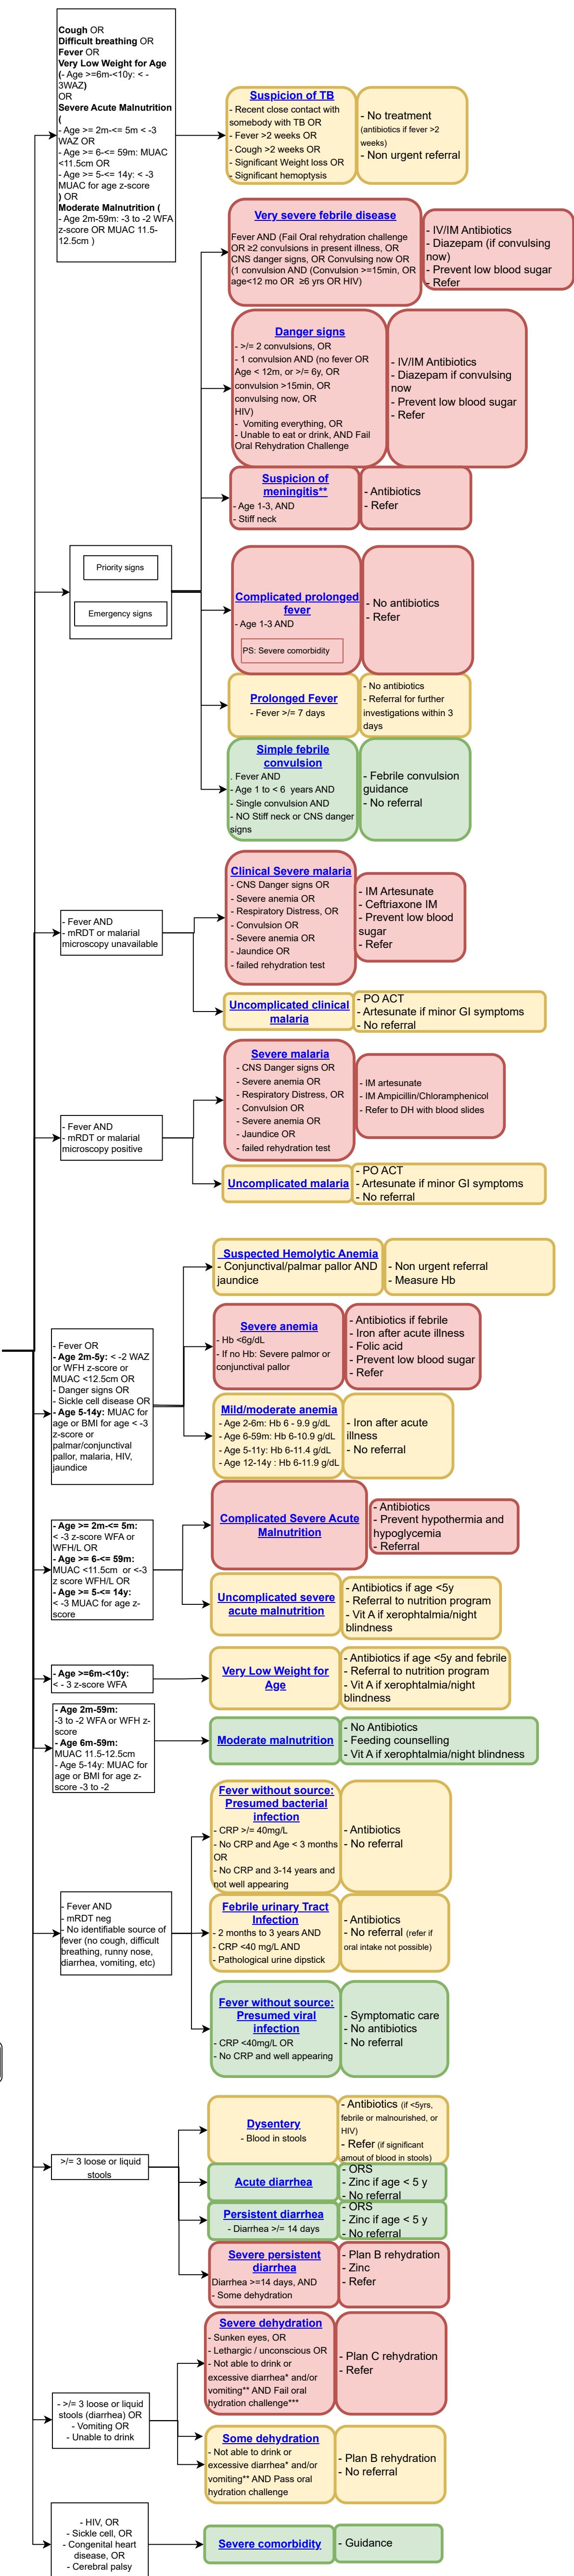 Cough OR
Difficult breathing OR
Fever OR
Very Low Weight for Age
(- Age >=6m-<10y: < -
3WAZ)
OR
Severe Acute Malnutrition
(
- Age >= 2m-<= 5m < -3
WAZ OR
- Age >= 6-<= 59m: MUAC
<11.5cm OR
- Age >= 5-<= 14y: < -3
MUAC for age z-score
) OR
Moderate Malnutrition (
- Age 2m-59m: -3 to -2 WFA
z-score OR MUAC 11.5-
12.5cm )
Suspicion of TB
- Recent close contact with
somebody with TB OR
- Fever >2 weeks OR
- Cough >2 weeks OR
- Significant Weight loss OR
- Significant hemoptysis
- No treatment
(antibiotics if fever >2
weeks)
- Non urgent referral
Priority signs
Emergency signs
Very severe febrile disease
Fever AND (Fail Oral rehydration challenge
OR ≥2 convulsions in present illness, OR
CNS danger signs, OR Convulsing now OR
(1 convulsion AND (Convulsion >=15min, OR
age<12 mo OR ≥6 yrs OR HIV)
- IV/IM Antibiotics
- Diazepam (if convulsing
now)
- Prevent low blood sugar
- Refer
Danger signs
- >/= 2 convulsions, OR
- 1 convulsion AND (no fever OR
Age < 12m, or >/= 6y, OR
convulsion >15min, OR
convulsing now, OR
HIV)
- Vomiting everything, OR
- Unable to eat or drink, AND Fail
Oral Rehydration Challenge
- IV/IM Antibiotics
- Diazepam if convulsing
now
- Prevent low blood sugar
- Refer
Suspicion of
meningitis**
- Age 1-3, AND
- Stiff neck
- Antibiotics
- Refer
Complicated prolonged
fever
- Age 1-3 AND
PS: Severe comorbidity
- No antibiotics
- Refer
Prolonged Fever
- Fever >/= 7 days
- No antibiotics
- Referral for further
investigations within 3
days
Simple febrile
convulsion
. Fever AND
- Age 1 to < 6 years AND
- Single convulsion AND
- NO Stiff neck or CNS danger
signs
- Febrile convulsion
guidance
- No referral
- Fever AND
- mRDT or malarial
microscopy unavailable
Clinical Severe malaria
- CNS Danger signs OR
- Severe anemia OR
- Respiratory Distress, OR
- Convulsion OR
- Severe anemia OR
- Jaundice OR
- failed rehydration test
- IM Artesunate
- Ceftriaxone IM
- Prevent low blood
sugar
- Refer
Uncomplicated clinical
malaria
- PO ACT
- Artesunate if minor GI symptoms
- No referral
- Fever AND
- mRDT or malarial
microscopy positive
Severe malaria
- CNS Danger signs OR
- Severe anemia OR
- Respiratory Distress, OR
- Convulsion OR
- Severe anemia OR
- Jaundice OR
- failed rehydration test
- IM artesunate
- IM Ampicillin/Chloramphenicol
- Refer to DH with blood slides
Uncomplicated malaria
- PO ACT
- Artesunate if minor GI symptoms
- No referral
- Fever OR
- Age 2m-5y: < -2 WAZ
or WFH z-score or
MUAC <12.5cm OR
- Danger signs OR
- Sickle cell disease OR
- Age 5-14y: MUAC for
age or BMI for age < -3
z-score or
palmar/conjunctival
pallor, malaria, HIV,
jaundice
Suspected Hemolytic Anemia
- Conjunctival/palmar pallor AND
jaundice
- Non urgent referral
- Measure Hb
Severe anemia
- Hb <6g/dL
- If no Hb: Severe palmor or
conjunctival pallor
- Antibiotics if febrile
- Iron after acute illness
- Folic acid
- Prevent low blood sugar
- Refer
Mild/moderate anemia
- Age 2-6m: Hb 6 - 9.9 g/dL
- Age 6-59m: Hb 6-10.9 g/dL
- Age 5-11y: Hb 6-11.4 g/dL
- Age 12-14y : Hb 6-11.9 g/dL
- Iron after acute
illness
- No referral
- Age >= 2m-<= 5m:
< -3 z-score WFA or
WFH/L OR
- Age >= 6-<= 59m:
MUAC <11.5cm or <-3
z score WFH/L OR
- Age >= 5-<= 14y:
< -3 MUAC for age z-
score
Complicated Severe Acute
Malnutrition
- Antibiotics
- Prevent hypothermia and
hypoglycemia
- Referral
Uncomplicated severe
acute malnutrition
- Antibiotics if age <5y
- Referral to nutrition program
- Vit A if xerophtalmia/night
blindness
- Age >=6m-<10y:
< - 3 z-score WFA
Very Low Weight for
Age
- Antibiotics if age <5y and febrile
- Referral to nutrition program
- Vit A if xerophtalmia/night
blindness
- Age 2m-59m:
-3 to -2 WFA or WFH z-
score
- Age 6m-59m:
MUAC 11.5-12.5cm
- Age 5-14y: MUAC for
age or BMI for age z-
score -3 to -2
Moderate malnutrition
- No Antibiotics
- Feeding counselling
- Vit A if xerophtalmia/night blindness
- Fever AND
- mRDT neg
- No identifiable source of
fever (no cough, difficult
breathing, runny nose,
diarrhea, vomiting, etc)
Fever without source:
Presumed bacterial
infection
- CRP >/= 40mg/L
- No CRP and Age < 3 months
OR
- No CRP and 3-14 years and
not well appearing
- Antibiotics
- No referral
Febrile urinary Tract
Infection
- 2 months to 3 years AND
- CRP <40 mg/L AND
- Pathological urine dipstick
- Antibiotics
- No referral (refer if
oral intake not possible)
Fever without source:
Presumed viral
infection
- CRP <40mg/L OR
- No CRP and well appearing
- Symptomatic care
- No antibiotics
- No referral
>/= 3 loose or liquid
stools
Dysentery
- Blood in stools
- Antibiotics (if <5yrs,
febrile or malnourished, or
HIV)
- Refer (if significant
amout of blood in stools)
Acute diarrhea
- ORS
- Zinc if age < 5 y
- No referral
Persistent diarrhea
- Diarrhea >/= 14 days
- ORS
- Zinc if age < 5 y
- No referral
Severe persistent
diarrhea
Diarrhea >=14 days, AND
- Some dehydration
- Plan B rehydration
- Zinc
- Refer
- >/= 3 loose or liquid
stools (diarrhea) OR
- Vomiting OR
- Unable to drink
Severe dehydration
- Sunken eyes, OR
- Lethargic / unconscious OR
- Not able to drink or
excessive diarrhea* and/or
vomiting** AND Fail oral
hydration challenge***
- Plan C rehydration
- Refer
Some dehydration
- Not able to drink or
excessive diarrhea* and/or
vomiting** AND Pass oral
hydration challenge
- Plan B rehydration
- No referral
- HIV, OR
- Sickle cell, OR
- Congenital heart
disease, OR
- Cerebral palsy
Severe comorbidity
- Guidance